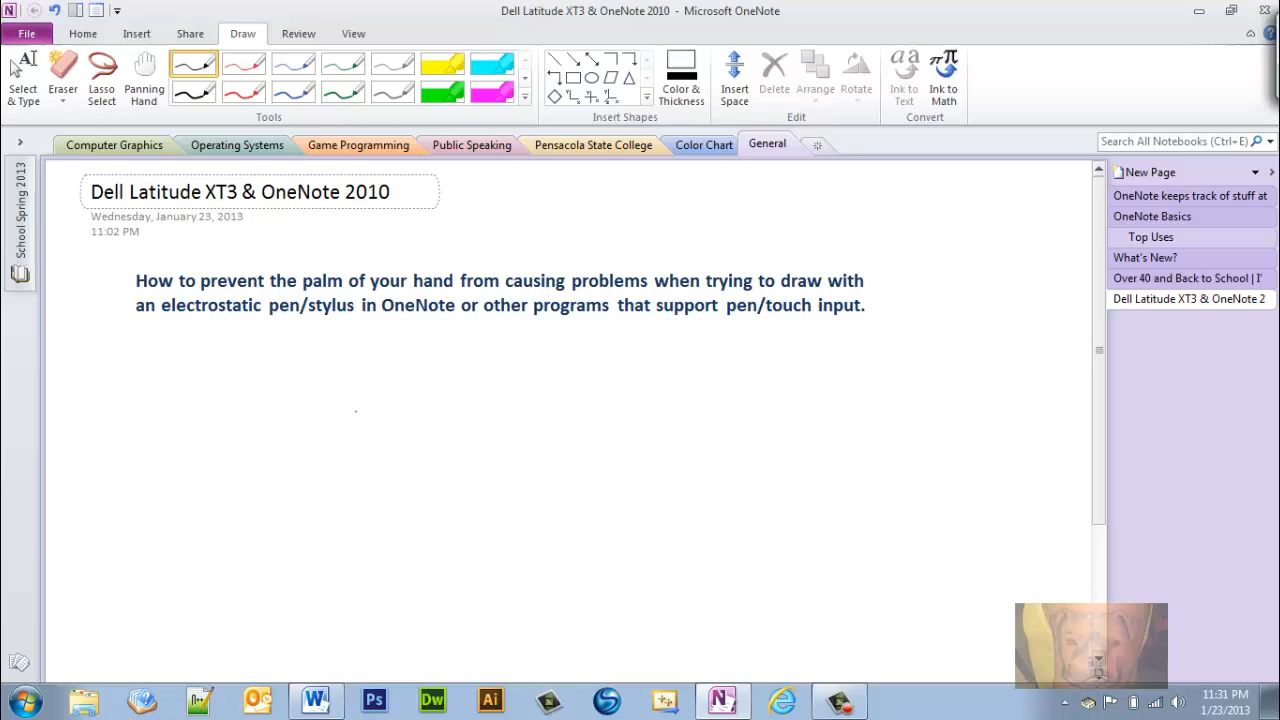 Dell Latitude XT3 & OneNote 2010 - Microsoft OneNote
File Home Insert Share Draw Review View
Select & Type
Eraser
Lasso Select
Panning Hand
Color & Thickness
Insert Space
Delete
Arrange
Rotate
Ink to Text
Ink to Math
Tools
Insert Shapes
Edit
Convert
Computer Graphics
Operating Systems
Game Programming
Public Speaking
Pensacola State College
Color Chart
General
Search All Notebooks (Ctrl+E)
School Spring 2013
Dell Latitude XT3 & OneNote 2010
Wednesday, January 23, 2013
11:02 PM
How to prevent the palm of your hand from causing problems when trying to draw with
an electrostatic pen/stylus in OneNote or other programs that support pen/touch input.
New Page
OneNote keeps track of stuff at
OneNote Basics
Top Uses
What's New?
Over 40 and Back to School | I'
Dell Latitude XT3 & OneNote 2
W
Ps
Dw
Ai
11:31 PM
1/23/2013